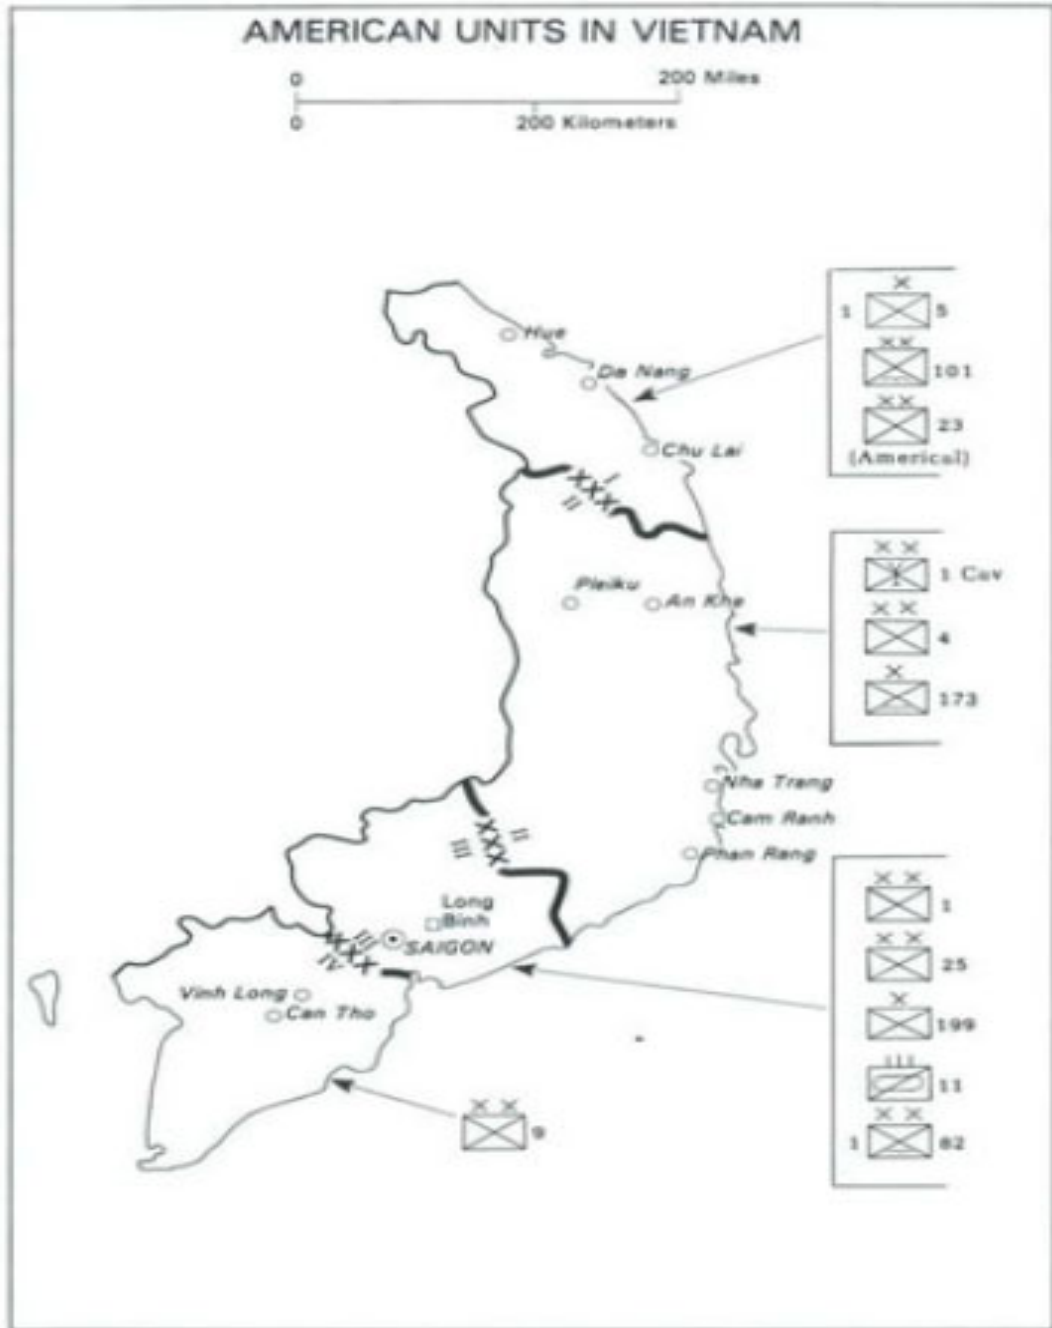 AMERICAN UNITS IN VIETNAM
0 200 Miles
0 200 Kilometers
Hue
Da Nang
Chu Lai
1 5
101
23
(Americal)
XXX
I
II
Pleiku
An Khe
1 Cav
4
173
Nha Trang
Cam Ranh
Phan Rang
XXX
II
III
Long
Binh
SAIGON
XXX
III
IV
Vinh Long
Can Tho
9
1
25
199
11
1 82